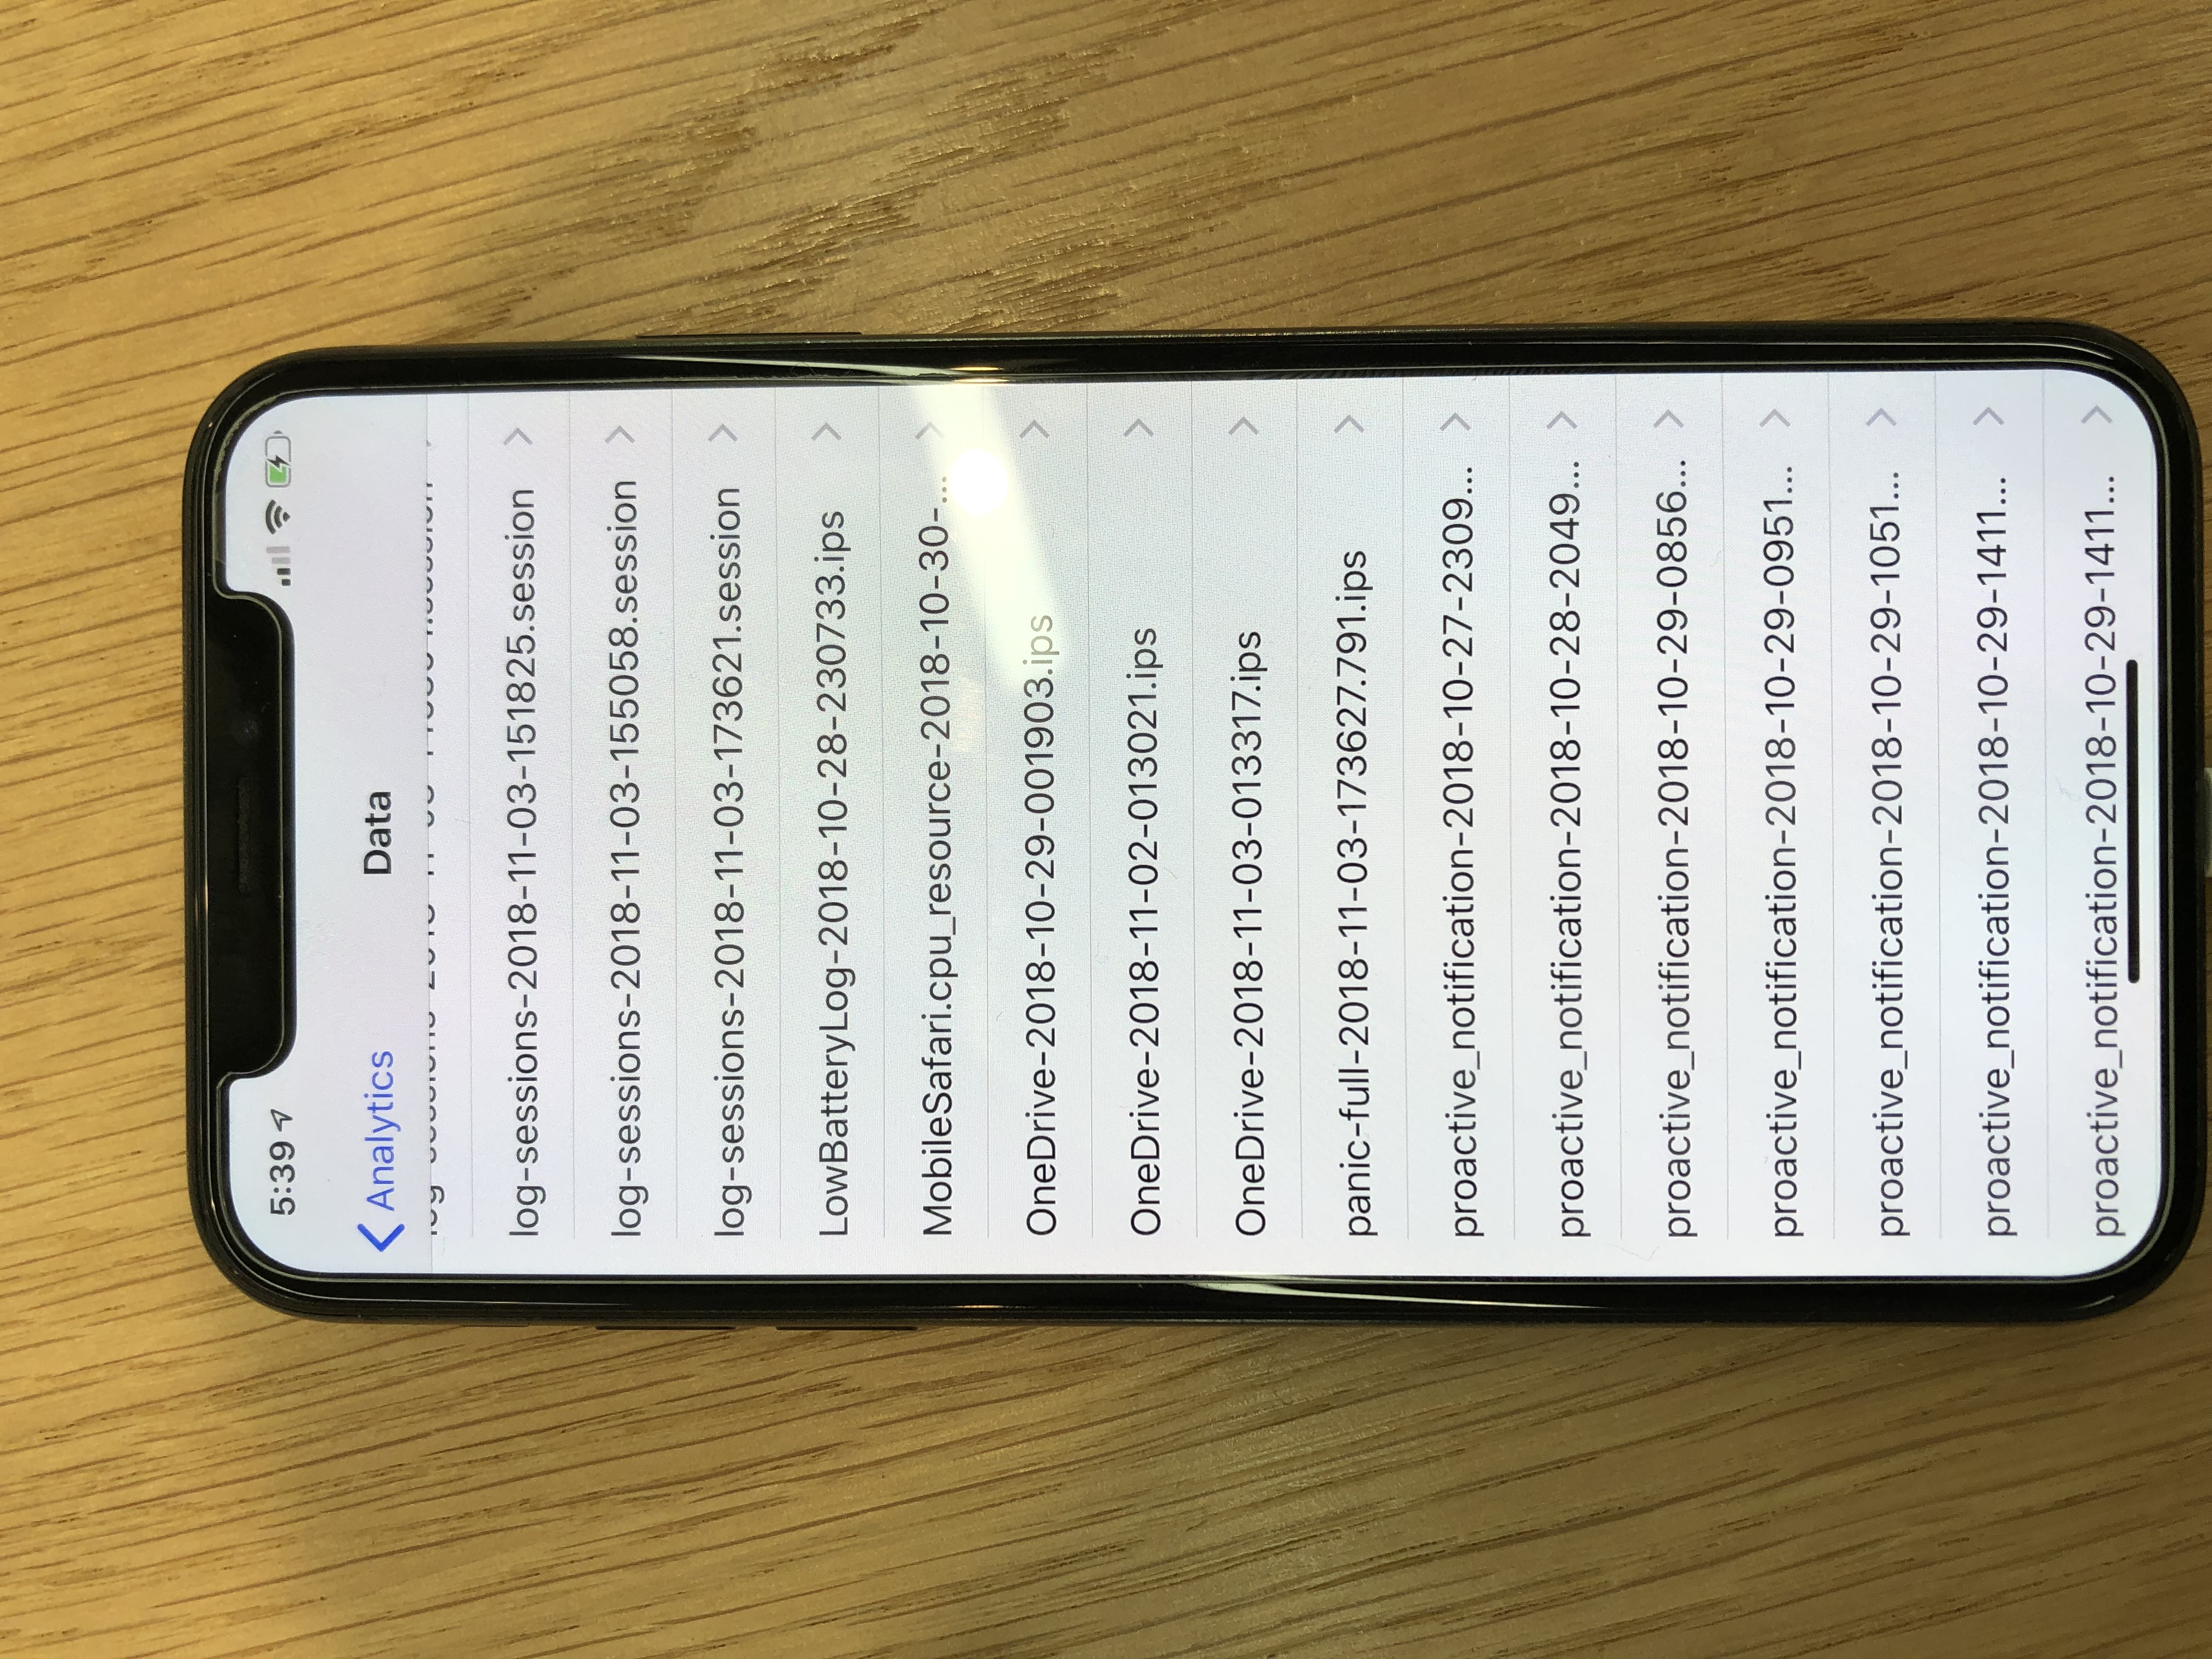 5:39
Analytics
Data
log-sessions-2018-11-03-151825.session
log-sessions-2018-11-03-155058.session
log-sessions-2018-11-03-173621.session
LowBatteryLog-2018-10-28-230733.ips
MobileSafari.cpu_resource-2018-10-30-...
OneDrive-2018-10-29-001903.ips
OneDrive-2018-11-02-013021.ips
OneDrive-2018-11-03-013317.ips
panic-full-2018-11-03-173627.791.ips
proactive_notification-2018-10-27-2309...
proactive_notification-2018-10-28-2049...
proactive_notification-2018-10-29-0856...
proactive_notification-2018-10-29-0951...
proactive_notification-2018-10-29-1051...
proactive_notification-2018-10-29-1411...
proactive_notification-2018-10-29-1411...